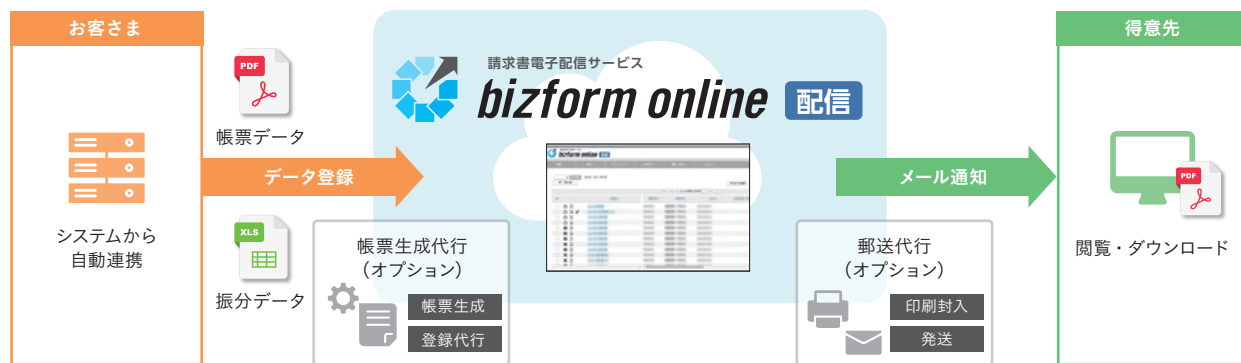 お客さま
システムから
自動連携
PDF
帳票データ
データ登録
XLS
振分データ
請求書電子配信サービス
bizform online 配信
bizform online 配信
帳票生成代行
（オプション）
帳票生成
登録代行
郵送代行
（オプション）
印刷封入
発送
メール通知
得意先
PDF
閲覧・ダウンロード